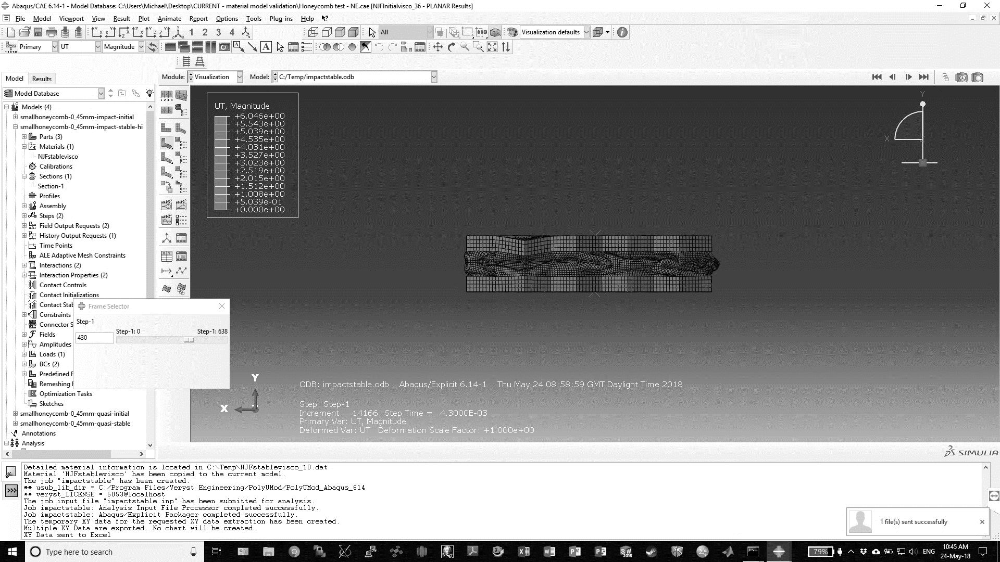 Abaqus/CAE 6.14-1 - Model Database: C:\Users\Michael\Desktop\CURRENT - material model validation\Honeycomb test - NE.cae [NJFInitialvisco_36 - PLANAR Results]
File Model Viewport View Result Plot Animate Report Options Tools Plug-ins Help
1 2 3 4 All Visualization defaults
Primary UT Magnitude
Model Results
Module: Visualization Model: C:/Temp/impactstable.odb
Model Database
Models (4)
smallhoneycomb-0_45mm-impact-initial
smallhoneycomb-0_45mm-impact-stable-hi
Parts (3)
Materials (1)
NJFstablevisco
Calibrations
Sections (1)
Section-1
Profiles
Assembly
Steps (2)
Field Output Requests (2)
History Output Requests (1)
Time Points
ALE Adaptive Mesh Constraints
Interactions (2)
Interaction Properties (2)
Contact Controls
Contact Initializations
Contact Stab
Constraints
Connector S
Fields
Amplitudes
Loads (1)
BCs (2)
Predefined F
Remeshing
Optimization Tasks
Sketches
smallhoneycomb-0_45mm-quasi-initial
smallhoneycomb-0_45mm-quasi-stable
Annotations
Analysis
Frame Selector
Step-1
Step-1: 0 Step-1: 638
430
UT, Magnitude
+6.046e+00
+5.543e+00
+5.039e+00
+4.535e+00
+4.031e+00
+3.527e+00
+3.023e+00
+2.519e+00
+2.015e+00
+1.512e+00
+1.008e+00
+5.039e-01
+0.000e+00
Y
X
Z
Y
X
ODB: impactstable.odb Abaqus/Explicit 6.14-1 Thu May 24 08:58:59 GMT Daylight Time 2018
Step: Step-1
Increment 14166: Step Time = 4.3000E-03
Primary Var: UT, Magnitude
Deformed Var: UT Deformation Scale Factor: +1.000e+00
SIMULIA
Detailed material information is located in C:\Temp\NJFstablevisco_10.dat
Material 'NJFstablevisco' has been copied to the current model.
The job "impactstable" has been created.
** usub_lib_dir = C:/Program Files/Veryst Engineering/PolyUMod/PolyUMod_Abaqus_614
** veryst_LICENSE = 5053@localhost
The job input file "impactstable.inp" has been submitted for analysis.
Job impactstable: Analysis Input File Processor completed successfully.
Job impactstable: Abaqus/Explicit Packager completed successfully.
The temporary XY data for the requested XY data extraction has been created.
Multiple XY Data are exported. No chart will be created.
XY Data sent to Excel
1 file(s) sent successfully
Type here to search
79% ENG
10:45 AM
24-May-18